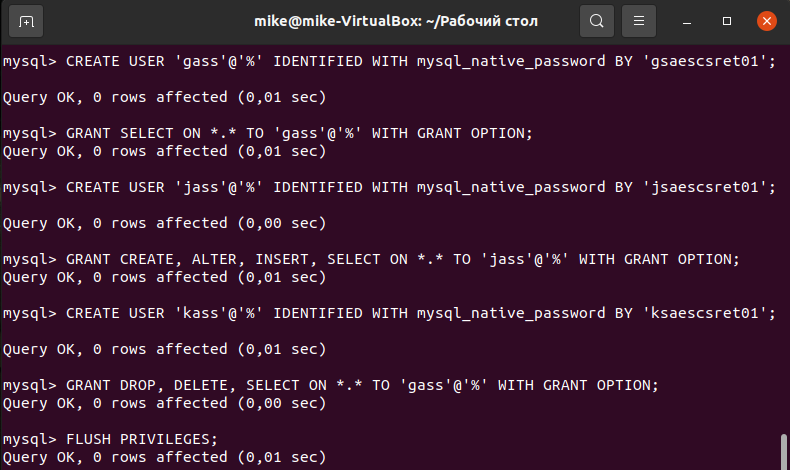 mike@mike-VirtualBox: ~/Рабочий стол
mysql> CREATE USER 'gass'@'%' IDENTIFIED WITH mysql_native_password BY 'gsaescsret01';
Query OK, 0 rows affected (0,01 sec)
mysql> GRANT SELECT ON *.* TO 'gass'@'%' WITH GRANT OPTION;
Query OK, 0 rows affected (0,01 sec)
mysql> CREATE USER 'jass'@'%' IDENTIFIED WITH mysql_native_password BY 'jsaescsret01';
Query OK, 0 rows affected (0,00 sec)
mysql> GRANT CREATE, ALTER, INSERT, SELECT ON *.* TO 'jass'@'%' WITH GRANT OPTION;
Query OK, 0 rows affected (0,01 sec)
mysql> CREATE USER 'kass'@'%' IDENTIFIED WITH mysql_native_password BY 'ksaescsret01';
Query OK, 0 rows affected (0,01 sec)
mysql> GRANT DROP, DELETE, SELECT ON *.* TO 'gass'@'%' WITH GRANT OPTION;
Query OK, 0 rows affected (0,00 sec)
mysql> FLUSH PRIVILEGES;
Query OK, 0 rows affected (0,01 sec)